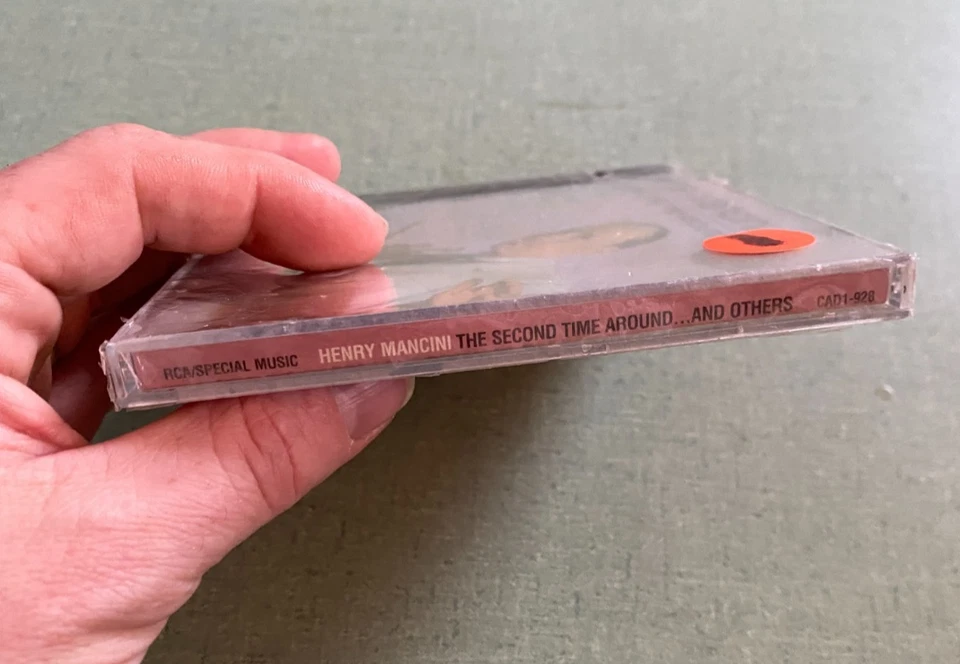 RCA/SPECIAL MUSIC HENRY MANCINI THE SECOND TIME AROUND...AND OTHERS CAD1-928